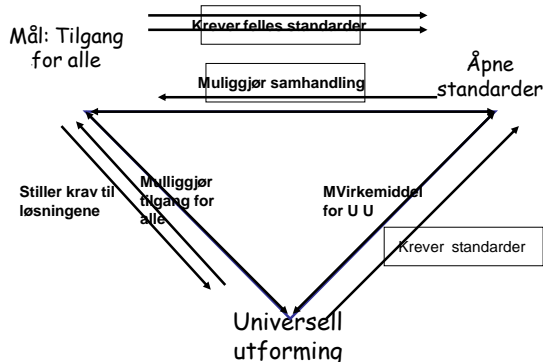 Krever felles standarder
Mål: Tilgang
for alle
Åpne
standarder
Muliggjør samhandling
Stiller krav til
løsningene
Mulliggjør
tilgang for
alle
MVirkemiddel
for U U
Krever standarder
Universell
utforming